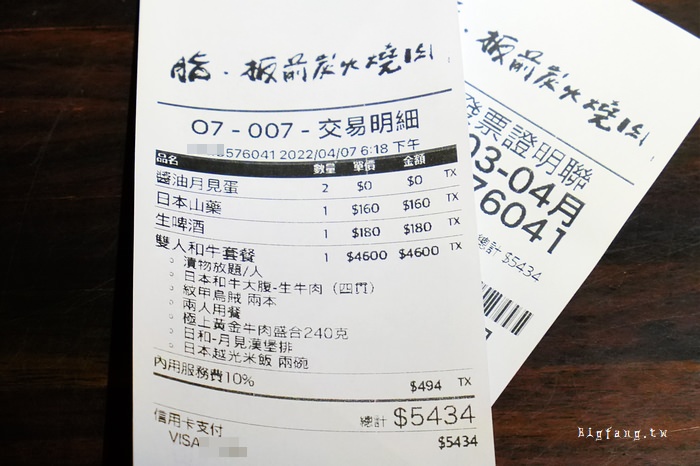 脂・板前炭火燒肉
07-007-交易明細
576041 2022/04/07 6:18 下午
品名 數量 單價 金額
醬油月見蛋 2 $0 $0 TX
日本山藥 1 $160 $160 TX
生啤酒 1 $180 $180 TX
雙人和牛套餐 1 $4600 $4600 TX
。漬物放題/人
。日本和牛大腹-生牛肉（四貫）
。紋甲烏賊 兩本
。兩人用餐
。極上黃金牛肉盛合240克
。日和-月見漢堡排
。日本越光米飯 兩碗
內用服務費10% $494 TX
總計 $5434
信用卡支付 $5434
VISA
板前炭火燒肉
發票證明聯
03-04月
76041
總計 $5434
Bigfang.tw